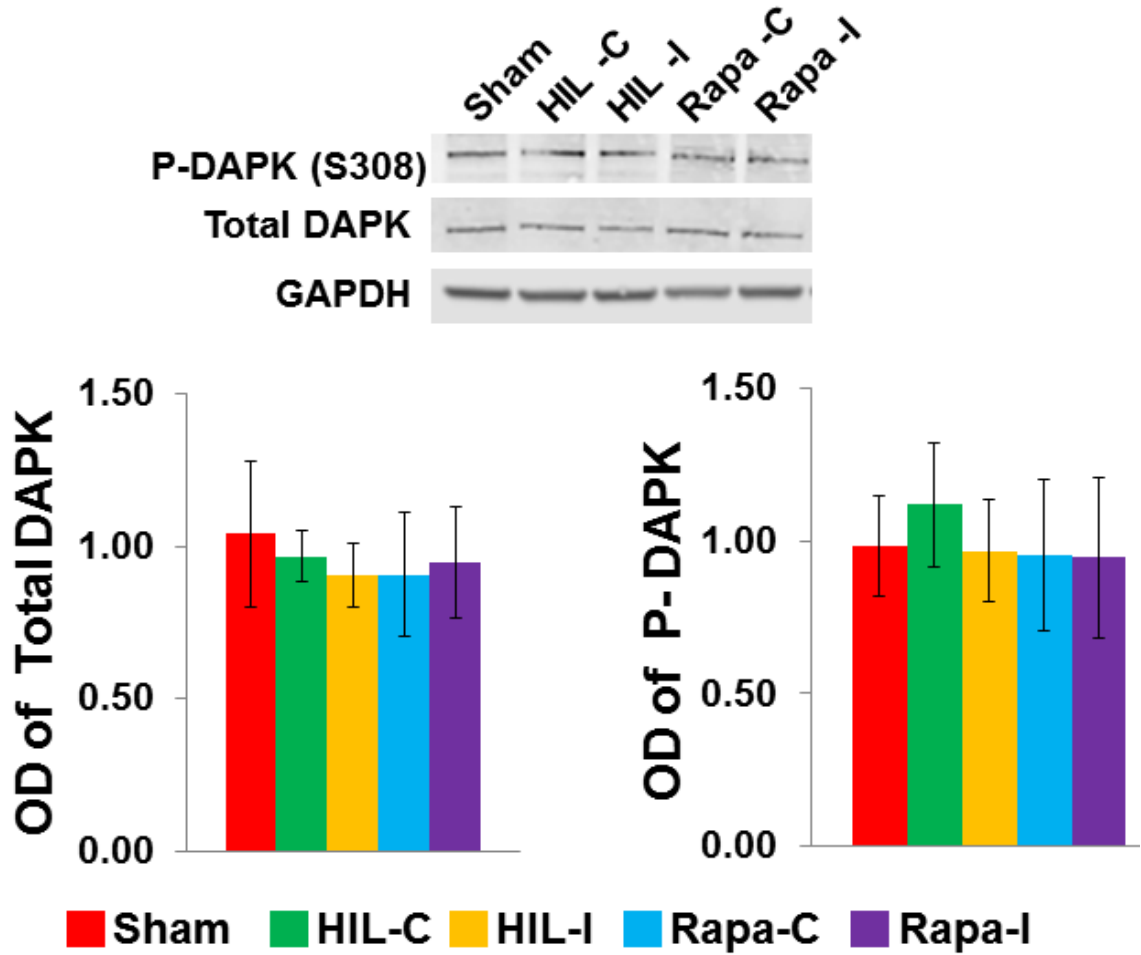 Sham HIL -C HIL -I Rapa -C Rapa -I
P-DAPK (S308)
Total DAPK
GAPDH
OD of Total DAPK
1.50
1.00
0.50
0.00
OD of P- DAPK
1.50
1.00
0.50
0.00
Sham HIL-C HIL-I Rapa-C Rapa-I